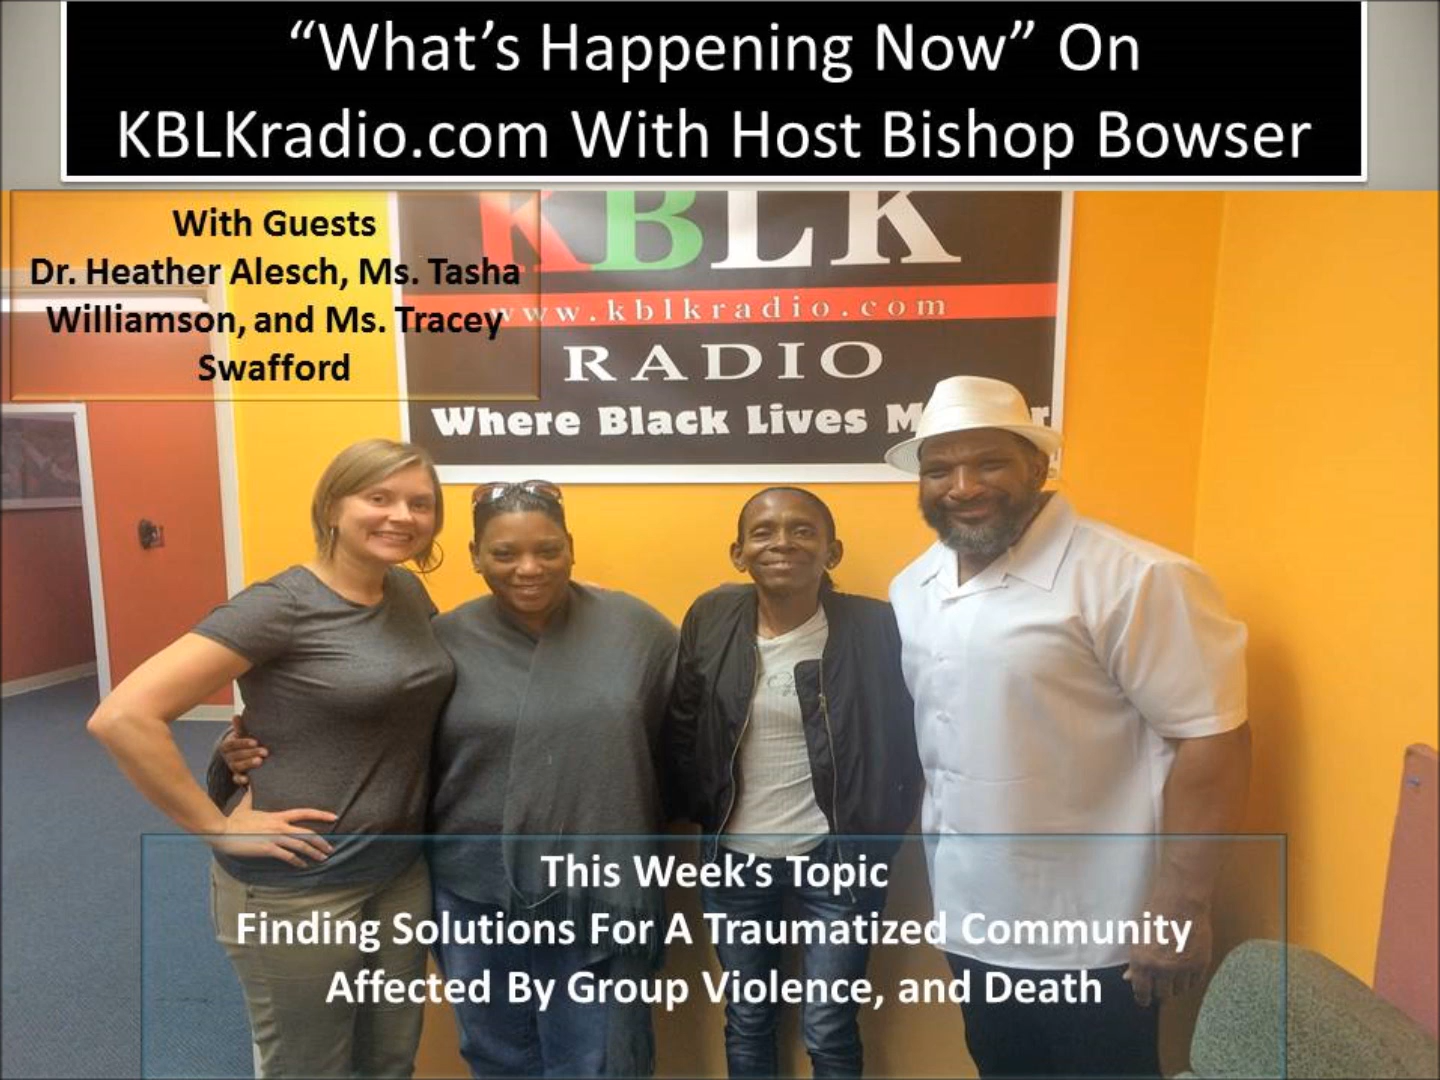 “What’s Happening Now” On
KBLKradio.com With Host Bishop Bowser
With Guests
Dr. Heather Alesch, Ms. Tasha
Williamson, and Ms. Tracey
Swafford
KBLK
www.kblkradio.com
RADIO
Where Black Lives
This Week’s Topic
Finding Solutions For A Traumatized Community
Affected By Group Violence, and Death